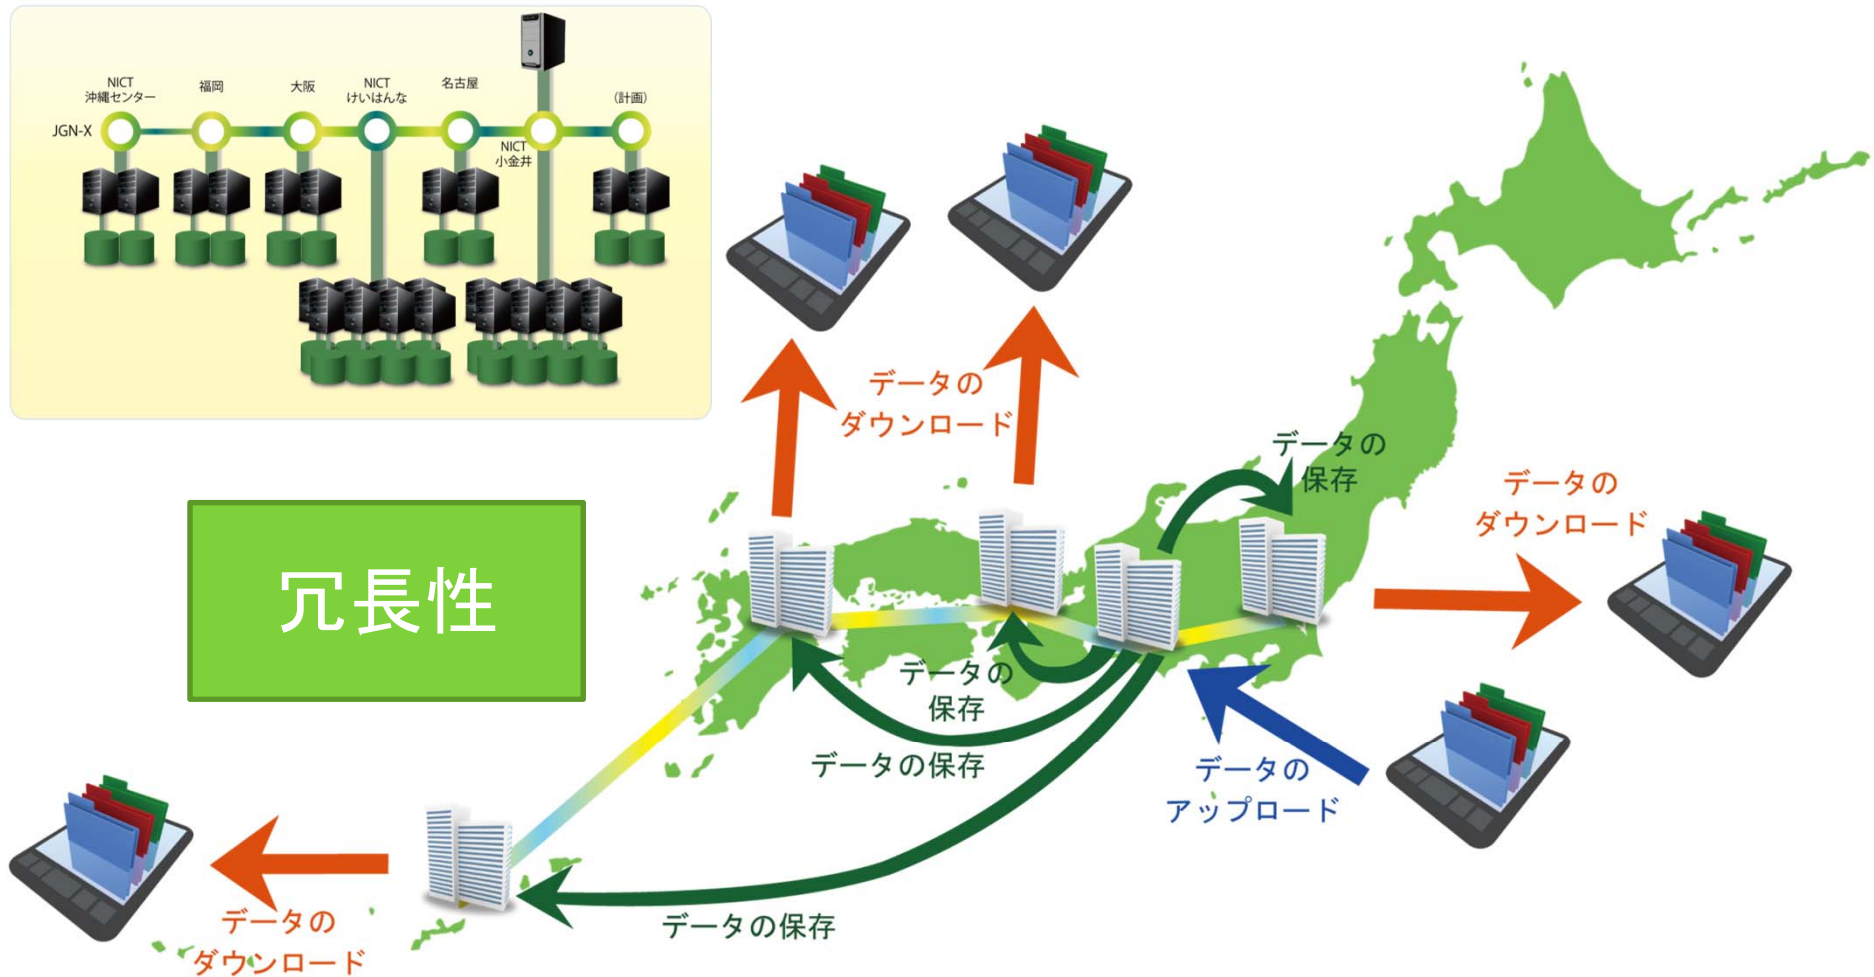 NICT
沖縄センター
福岡
大阪
NICT
けいはんな
名古屋
(計画)
JGN-X
NICT
小金井
データの
ダウンロード
データの
保存
データの
ダウンロード
冗長性
データの
保存
データの保存
データの
アップロード
データの保存
データの
ダウンロード